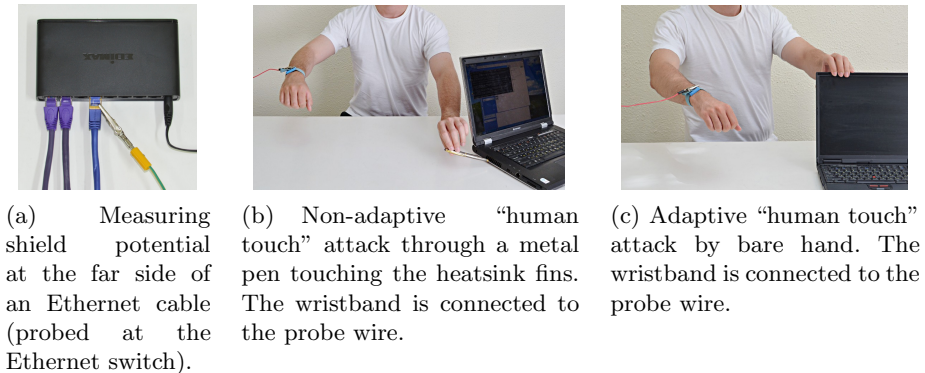 (a) Measuring
shield potential
at the far side of
an Ethernet cable
(probed at the
Ethernet switch).
(b) Non-adaptive “human
touch” attack through a metal
pen touching the heatsink fins.
The wristband is connected to
the probe wire.
(c) Adaptive “human touch”
attack by bare hand. The
wristband is connected to the
probe wire.